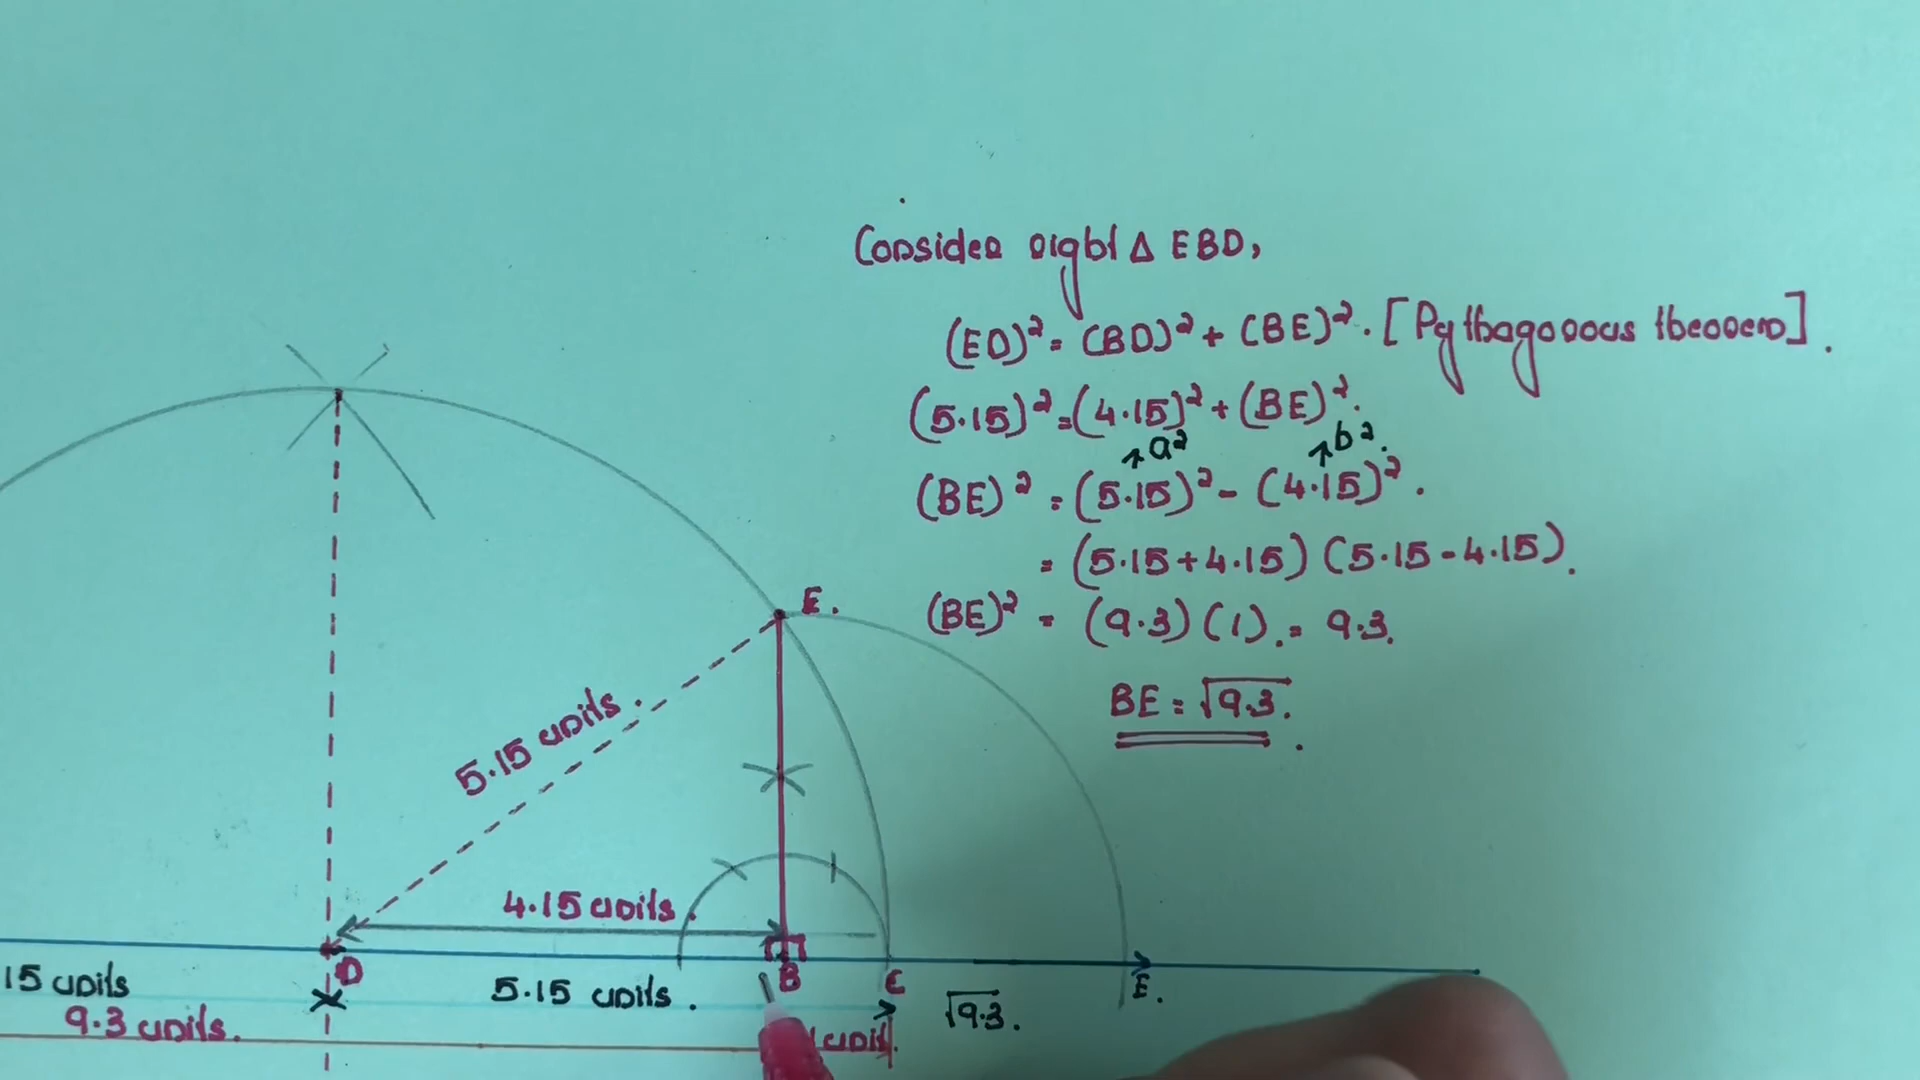 Consider right Δ EBD,
(ED)² = (BD)² + (BE)². [Pythagorous theorem].
(5.15)² = (4.15)² + (BE)².
↗a² ↗b².
(BE)² = (5.15)² - (4.15)².
= (5.15+4.15) (5.15-4.15).
(BE)² = (9.3) (1). = 9.3.
E.
BE = √9.3.
5.15 units.
4.15 units.
D
B
C
E.
15 units
5.15 units.
√9.3.
9.3 units.
1 unit.